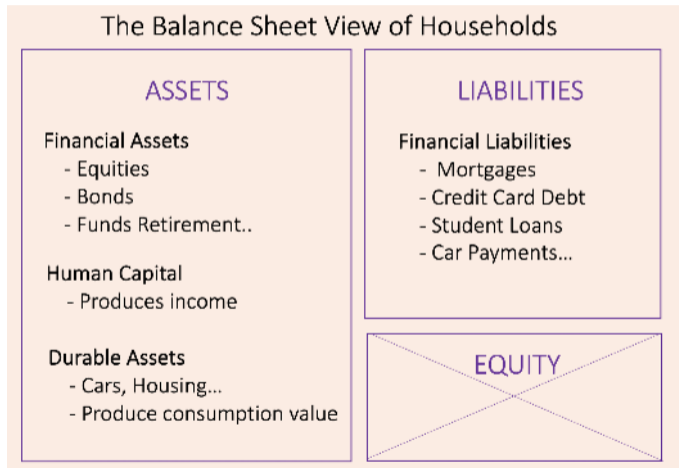 The Balance Sheet View of Households
ASSETS
Financial Assets
- Equities
- Bonds
- Funds Retirement..
Human Capital
- Produces income
Durable Assets
- Cars, Housing...
- Produce consumption value
LIABILITIES
Financial Liabilities
- Mortgages
- Credit Card Debt
- Student Loans
- Car Payments...
EQUITY